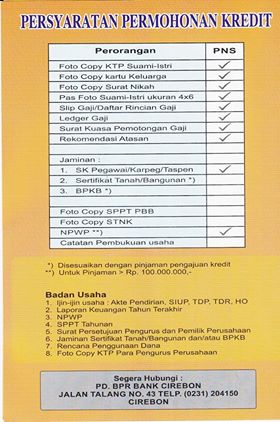 PERSYARATAN PERMOHONAN KREDIT
Perorangan PNS
Foto Copy KTP Suami-Istri ✓
Foto Copy kartu Keluarga ✓
Foto Copy Surat Nikah ✓
Pas Foto Suami-istri ukuran 4x6 ✓
Slip Gaji/Daftar Rincian Gaji ✓
Ledger Gaji ✓
Surat Kuasa Pemotongan Gaji ✓
Rekomendasi Atasan ✓
Jaminan :
1. SK Pegawai/Karpeg/Taspen ✓
2. Sertifikat Tanah/Bangunan *)
3. BPKB *)
Foto Copy SPPT PBB
Foto Copy STNK
NPWP **) ✓
Catatan Pembukuan usaha
*) Disesuaikan dengan pinjaman pengajuan kredit
**) Untuk Pinjaman > Rp. 100.000.000,-
Badan Usaha
1. Ijin-ijin usaha : Akte Pendirian, SIUP, TDP, TDR, HO
2. Laporan Keuangan Tahun Terakhir
3. NPWP
4. SPPT Tahunan
5. Surat Persetujuan Pengurus dan Pemilik Perusahaan
6. Jaminan Sertifikat Tanah/Bangunan dan/atau BPKB
7. Rencana Penggunaan Dana
8. Foto Copy KTP Para Pengurus Perusahaan
Segera Hubungi :
PD. BPR BANK CIREBON
JALAN TALANG NO. 43 TELP. (0231) 204150
CIREBON